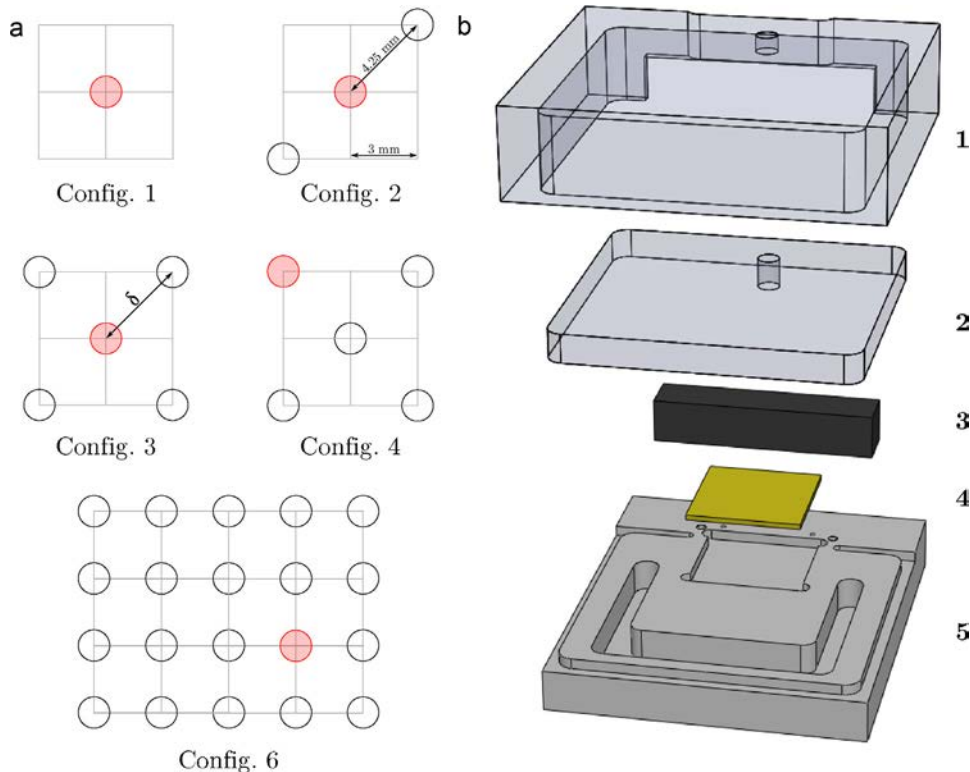 a
4.25 mm
3 mm
Config. 1
Config. 2
δ
Config. 3
Config. 4
Config. 6
b
1
2
3
4
5